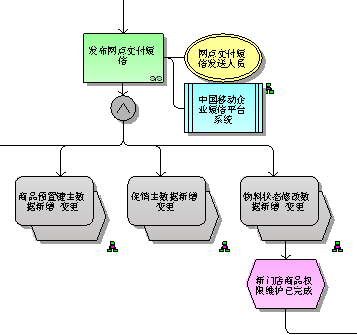 发布网点交付短
信
网点交付短
信发送人员
中国移动企
业短信平台
系统
商品预置键主数
据新增 变更
促销主数据新增
变更
物料状态修改数
据新增 变更
新门店商品权
限维护已完成